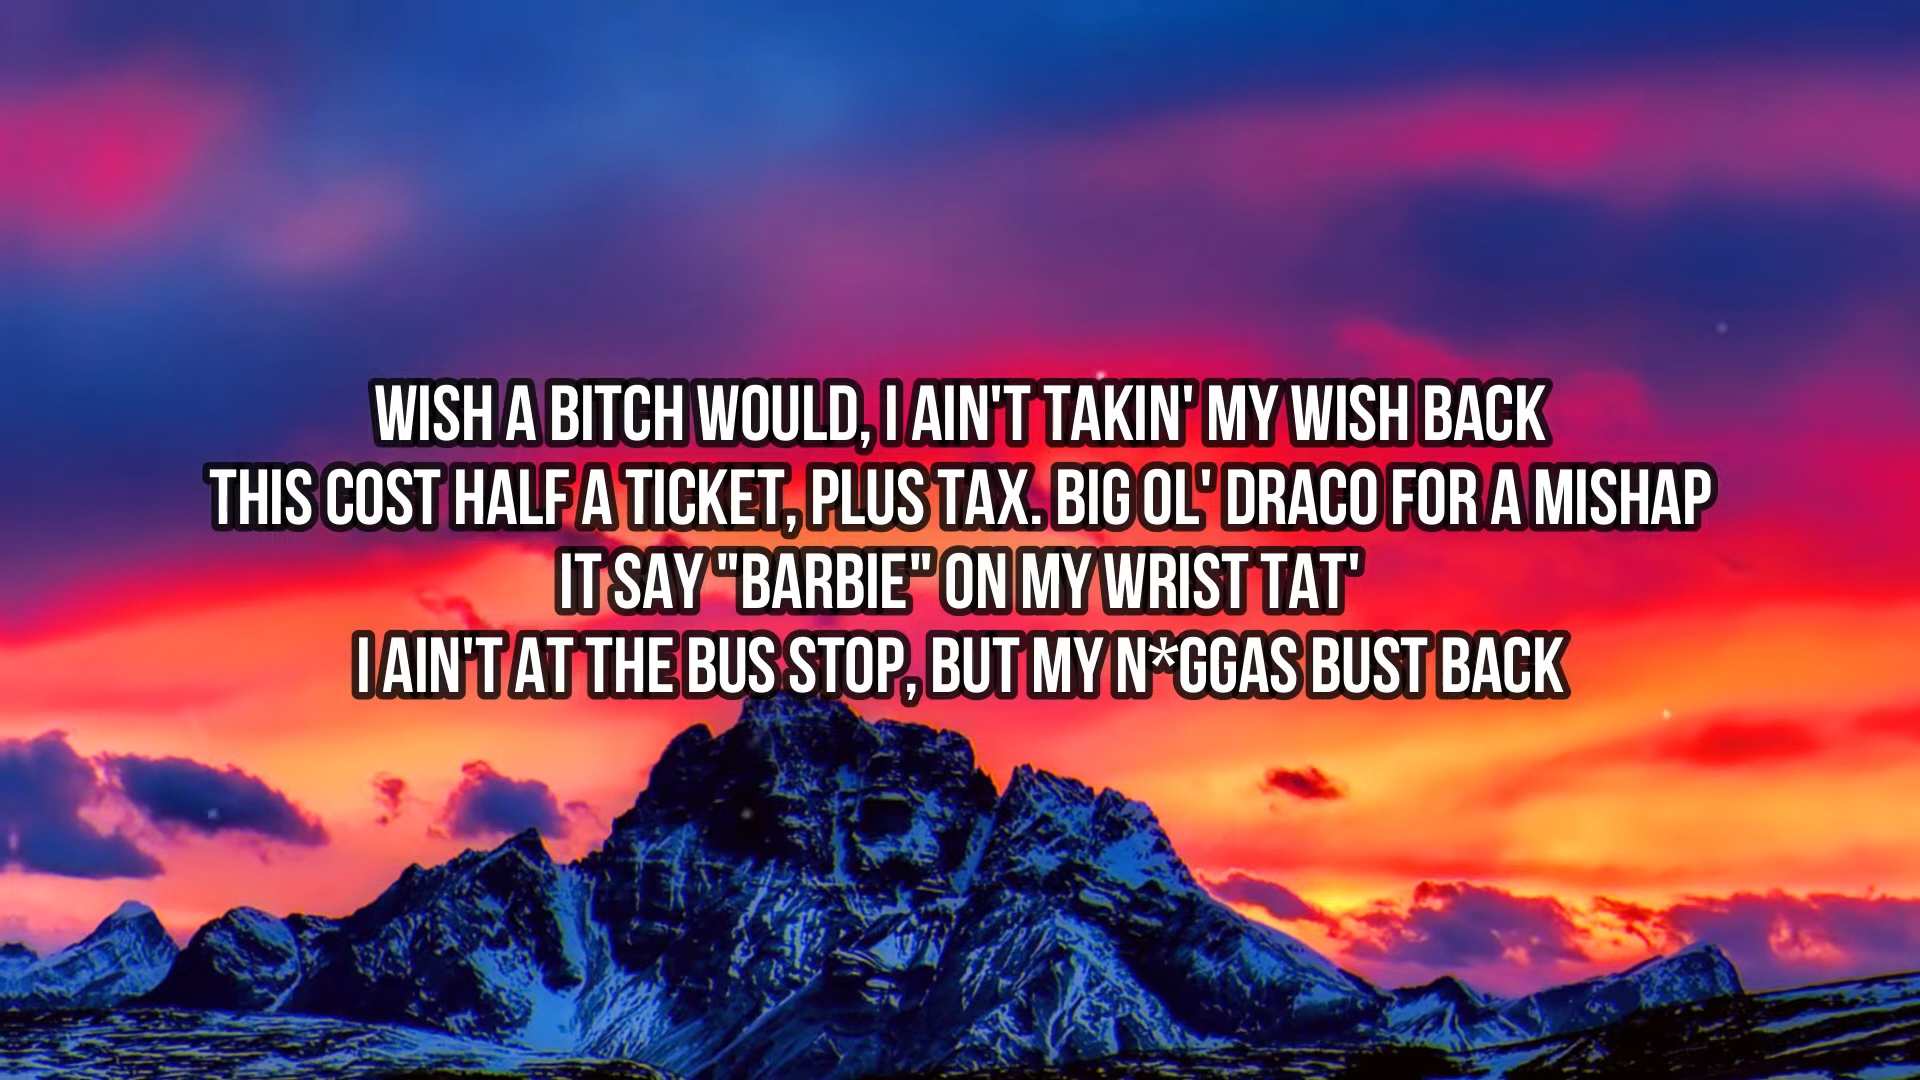 WISH A BITCH WOULD, I AIN'T TAKIN' MY WISH BACK
THIS COST HALF A TICKET, PLUS TAX. BIG OL' DRACO FOR A MISHAP
IT SAY "BARBIE" ON MY WRIST TAT'
I AIN'T AT THE BUS STOP, BUT MY N*GGAS BUST BACK